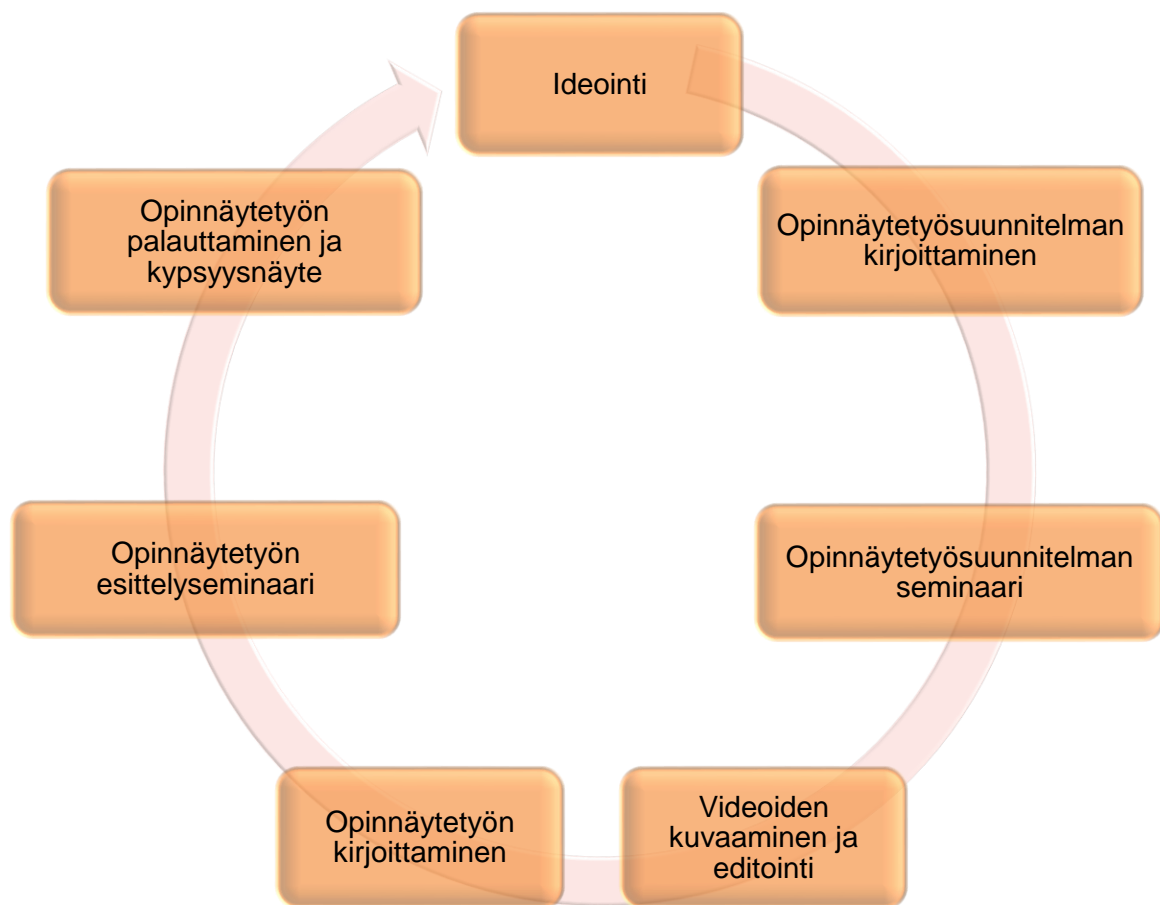 Ideointi
Opinnäytetyösuunnitelman
kirjoittaminen
Opinnäytetyösuunnitelman
seminaari
Videoiden
kuvaaminen ja
editointi
Opinnäytetyön
kirjoittaminen
Opinnäytetyön
esittelyseminaari
Opinnäytetyön
palauttaminen ja
kypsyysnäyte